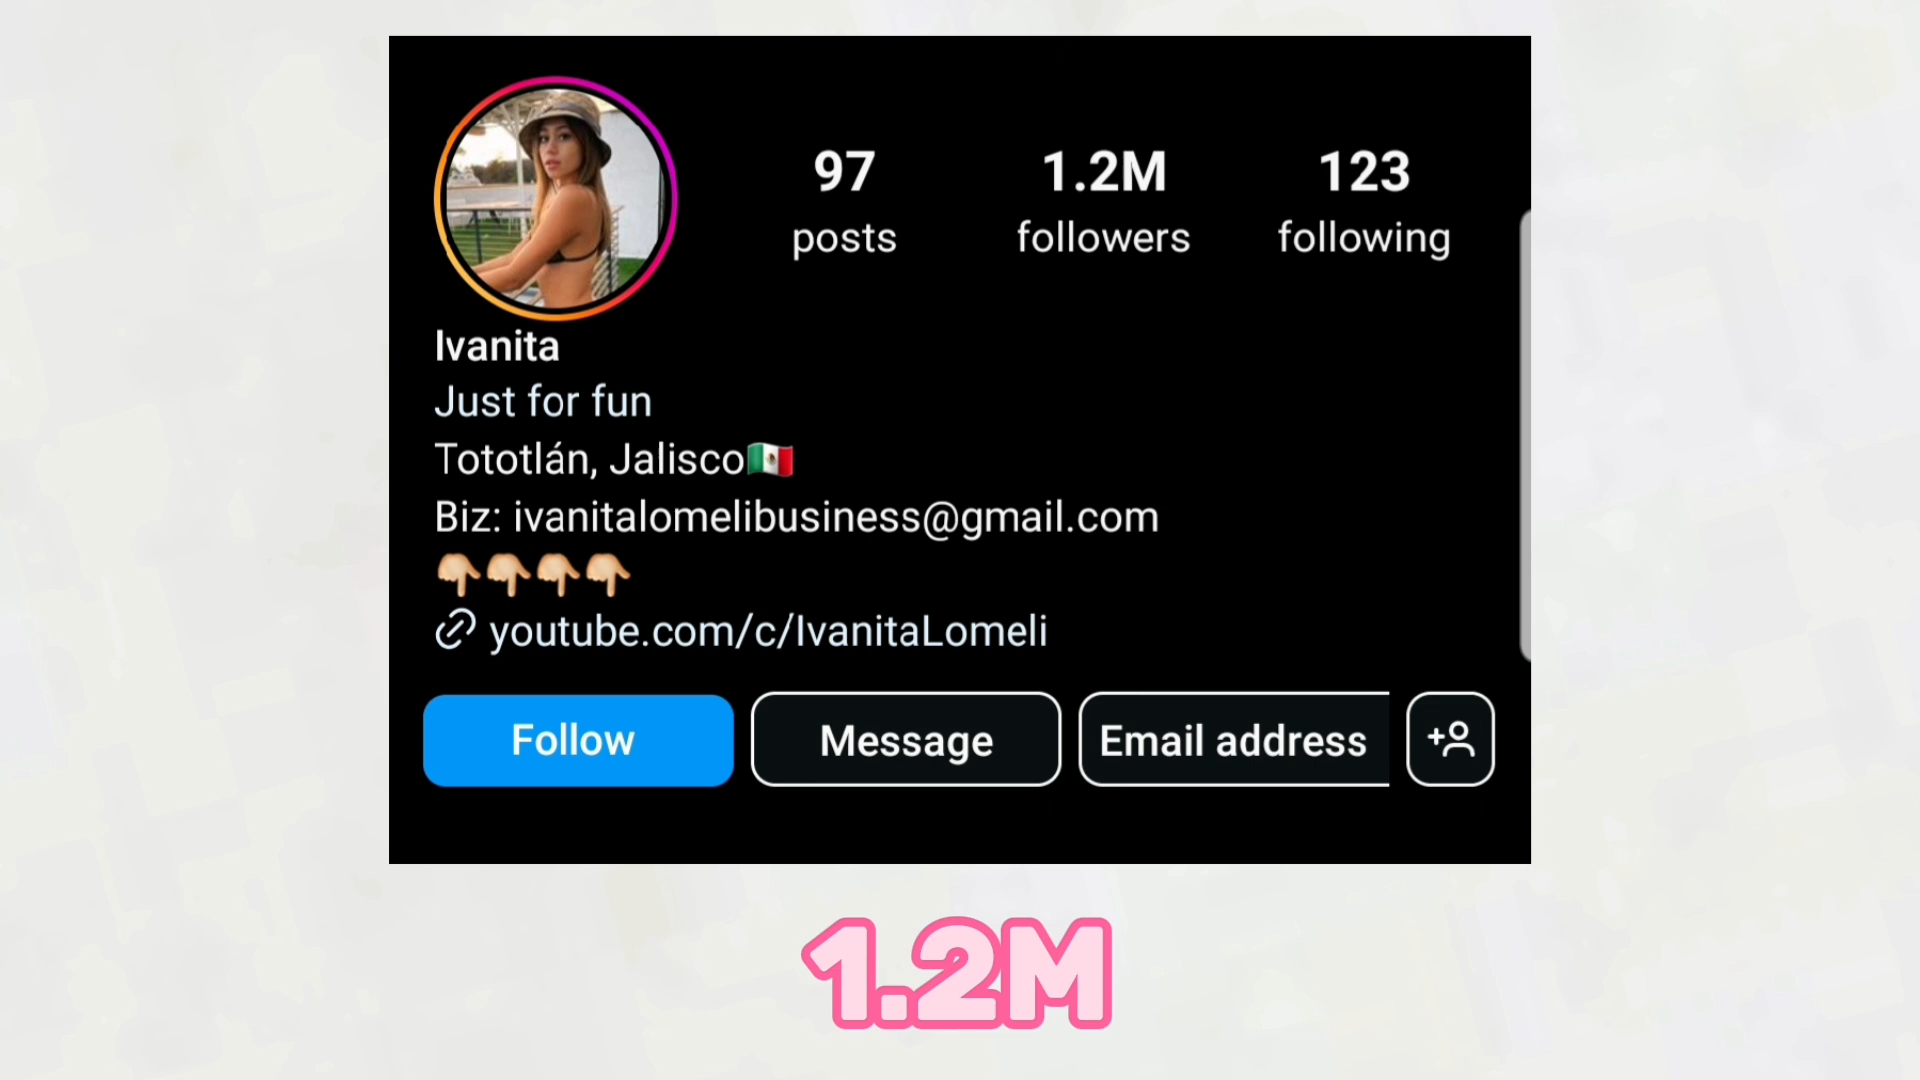 97 1.2M 123
posts followers following
Ivanita
Just for fun
Tototlán, Jalisco🇲🇽
Biz: ivanitalomelibusiness@gmail.com
👇🏼👇🏼👇🏼👇🏼
youtube.com/c/IvanitaLomeli
Follow Message Email address
1.2M